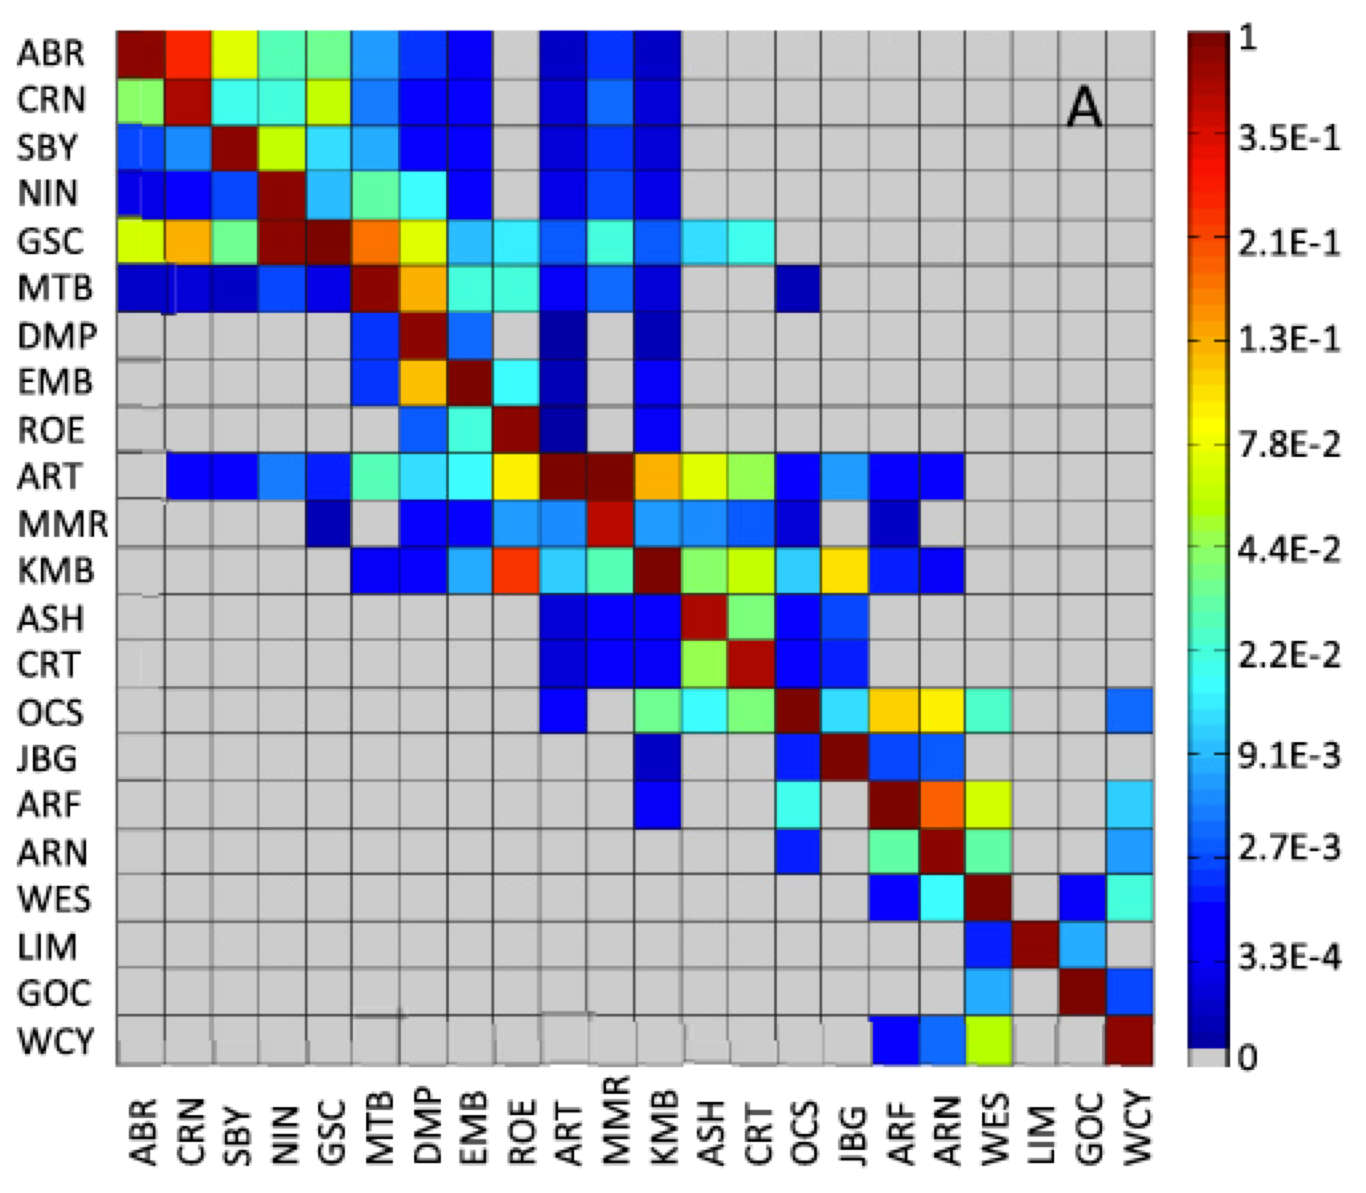 ABR
CRN
SBY
NIN
GSC
MTB
DMP
EMB
ROE
ART
MMR
KMB
ASH
CRT
OCS
JBG
ARF
ARN
WES
LIM
GOC
WCY
A
1
3.5E-1
2.1E-1
1.3E-1
7.8E-2
4.4E-2
2.2E-2
9.1E-3
2.7E-3
3.3E-4
0
ABR CRN SBY NIN GSC MTB DMP EMB ROE ART MMR KMB ASH CRT OCS JBG ARF ARN WES LIM GOC WCY